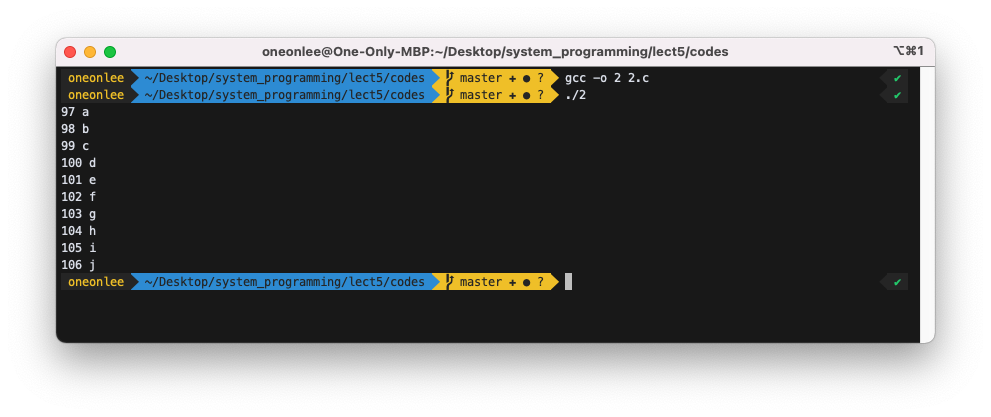 oneonlee@One-Only-MBP:~/Desktop/system_programming/lect5/codes ⌥⌘1
oneonlee ~/Desktop/system_programming/lect5/codes master + ● ? gcc -o 2 2.c ✔
oneonlee ~/Desktop/system_programming/lect5/codes master + ● ? ./2 ✔
97 a
98 b
99 c
100 d
101 e
102 f
103 g
104 h
105 i
106 j
oneonlee ~/Desktop/system_programming/lect5/codes master + ● ? ✔